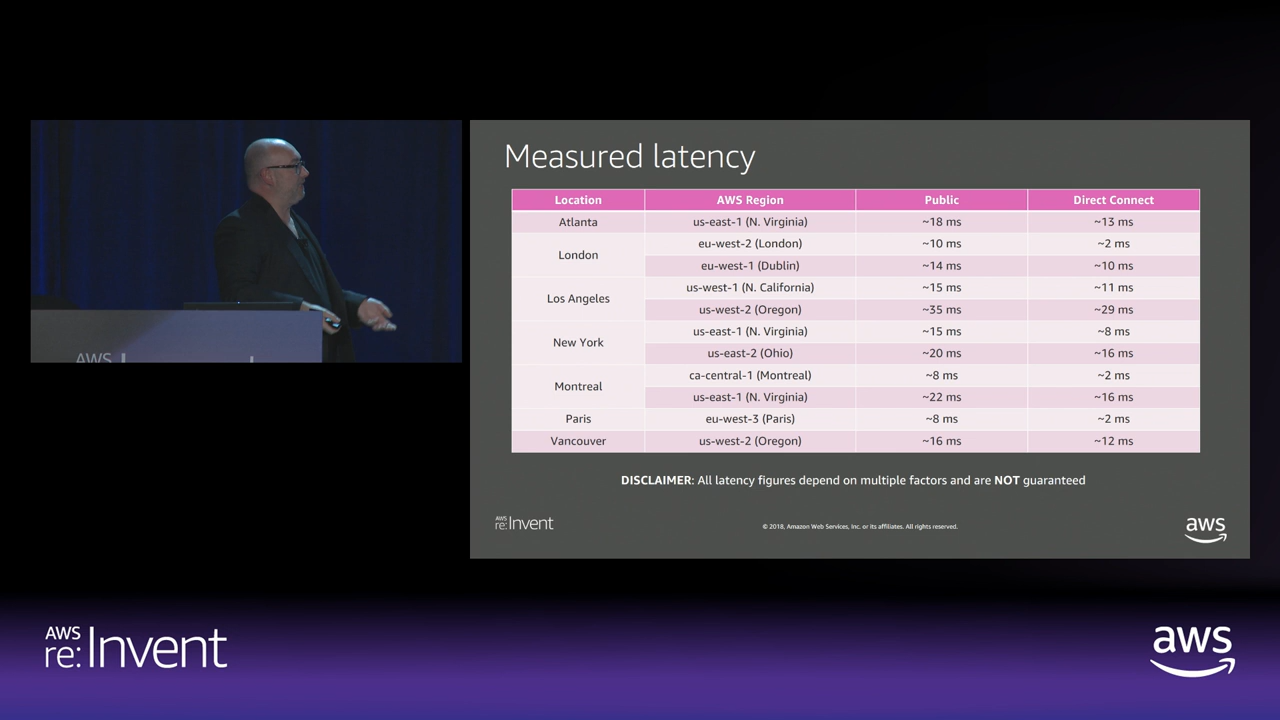 Measured latency
Location AWS Region Public Direct Connect
Atlanta us-east-1 (N. Virginia) ~18 ms ~13 ms
London eu-west-2 (London) ~10 ms ~2 ms
eu-west-1 (Dublin) ~14 ms ~10 ms
Los Angeles us-west-1 (N. California) ~15 ms ~11 ms
us-west-2 (Oregon) ~35 ms ~29 ms
New York us-east-1 (N. Virginia) ~15 ms ~8 ms
us-east-2 (Ohio) ~20 ms ~16 ms
Montreal ca-central-1 (Montreal) ~8 ms ~2 ms
us-east-1 (N. Virginia) ~22 ms ~16 ms
Paris eu-west-3 (Paris) ~8 ms ~2 ms
Vancouver us-west-2 (Oregon) ~16 ms ~12 ms
DISCLAIMER: All latency figures depend on multiple factors and are NOT guaranteed
AWS
re:Invent
© 2018, Amazon Web Services, Inc. or its affiliates. All rights reserved.
aws
AWS
AWS
re:Invent
aws